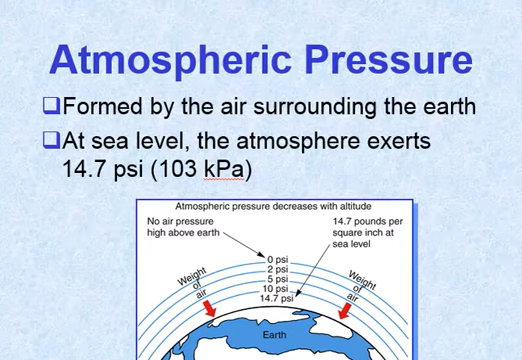 Atmospheric Pressure
❑Formed by the air surrounding the earth
❑At sea level, the atmosphere exerts
14.7 psi (103 kPa)
Atmospheric pressure decreases with altitude
No air pressure
high above earth
14.7 pounds per
square inch at
sea level
0 psi
2 psi
5 psi
10 psi
14.7 psi
Weight
of
air
Weight
of
air
Earth